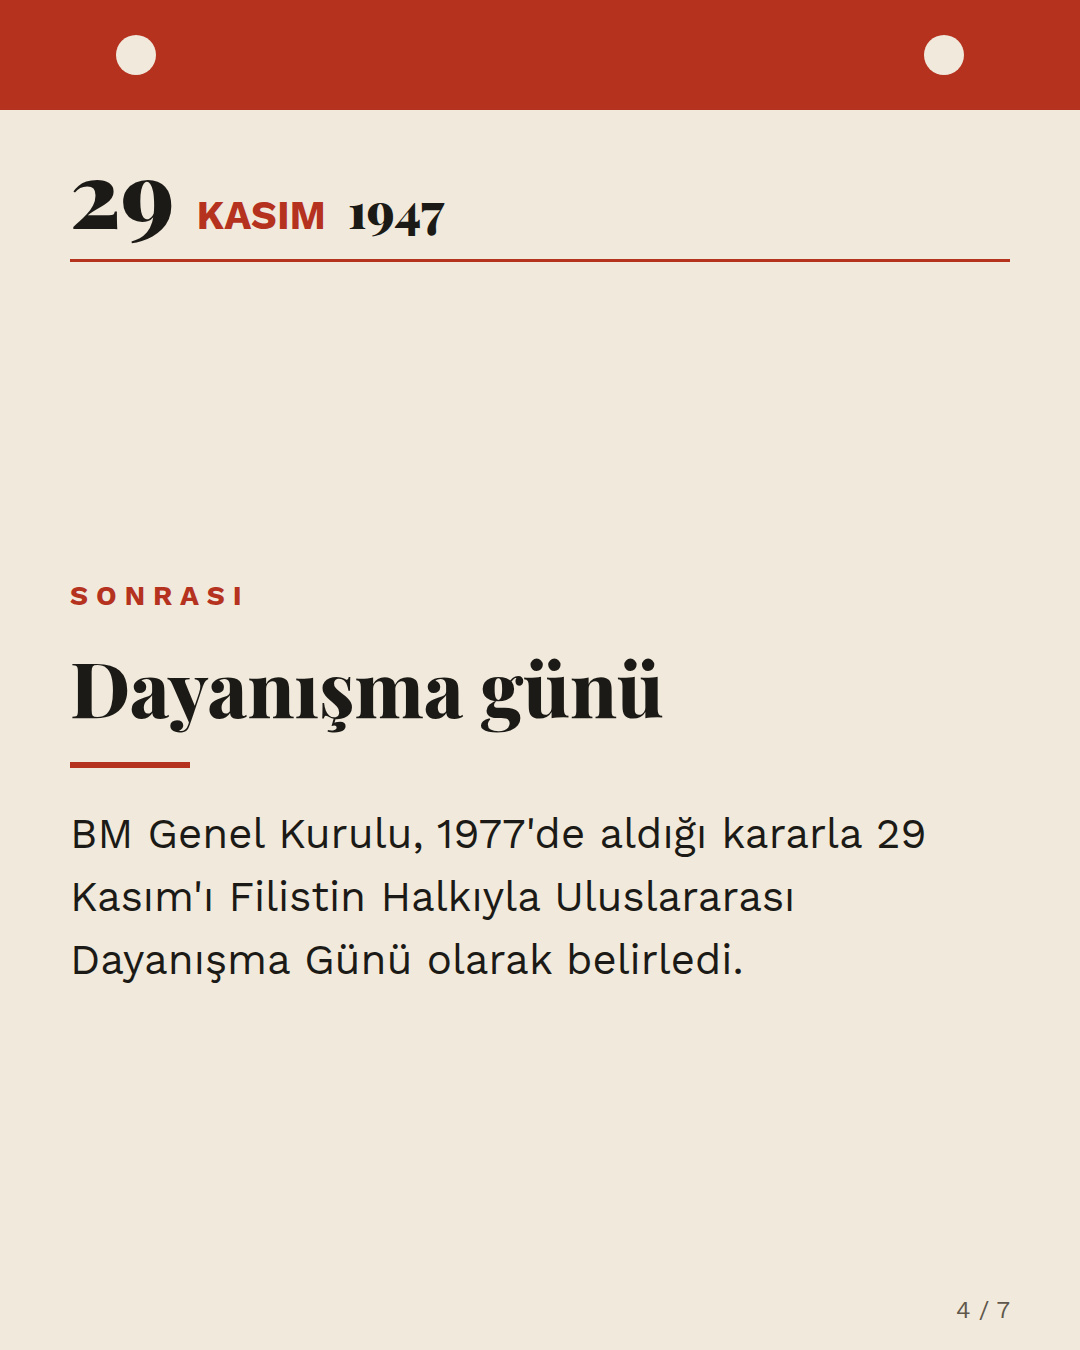 29 KASIM 1947
SONRASI
Dayanışma günü
BM Genel Kurulu, 1977'de aldığı kararla 29
Kasım'ı Filistin Halkıyla Uluslararası
Dayanışma Günü olarak belirledi.
4 / 7